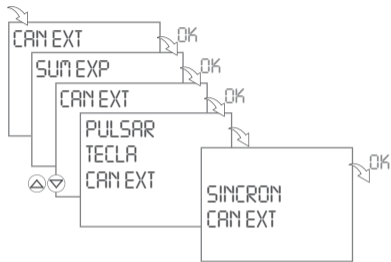 CAN EXT
OK
SUM EXP
OK
CAN EXT
OK
PULSAR
TECLA
CAN EXT
OK
SINCRON
CAN EXT